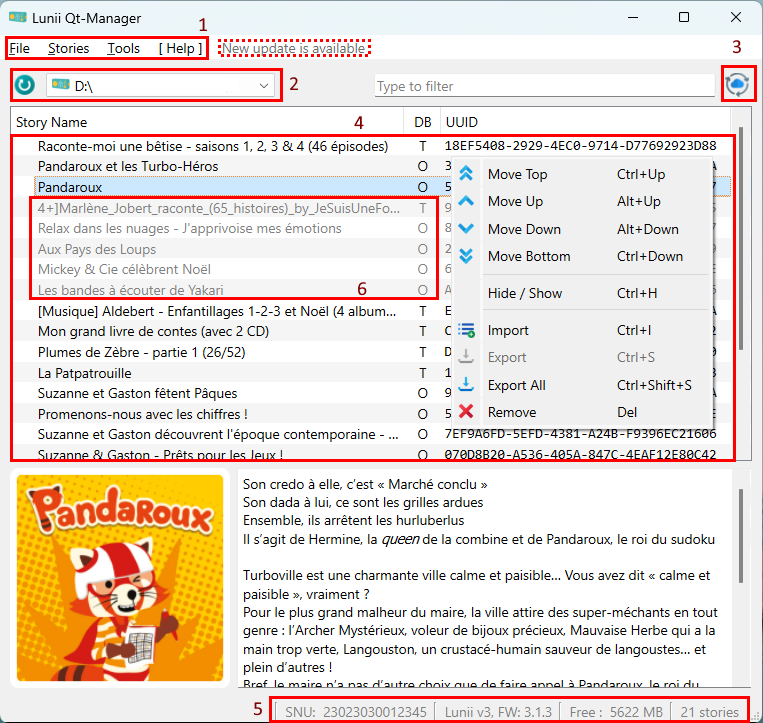 Lunii Qt-Manager
1
File Stories Tools [ Help ] New update is available
3
D:\ 2 Type to filter
4
Story Name DB UUID
Raconte-moi une bêtise - saisons 1, 2, 3 & 4 (46 épisodes) T 18EF5408-2929-4EC0-9714-D77692923D88
Pandaroux et les Turbo-Héros O 3
Pandaroux O 5
4+]Marlène_Jobert_raconte_(65_histoires)_by_JeSuisUneFo... T 9
Relax dans les nuages - J'apprivoise mes émotions O 0
Aux Pays des Loups O 2
Mickey & Cie célèbrent Noël O 6
Les bandes à écouter de Yakari O A
6
[Musique] Aldebert - Enfantillages 1-2-3 et Noël (4 album... T E
Mon grand livre de contes (avec 2 CD) T C
Plumes de Zèbre - partie 1 (26/52) T D
La Patpatrouille T 1
Suzanne et Gaston fêtent Pâques O 9
Promenons-nous avec les chiffres ! O 5
Suzanne et Gaston découvrent l'époque contemporaine - ... O 7EF9A6FD-5EFD-4381-A24B-F9396EC21606
Suzanne & Gaston - Prêts pour les Jeux ! O 070D8B20-A536-405A-847C-4EAF12E80C42
Move Top Ctrl+Up
Move Up Alt+Up
Move Down Alt+Down
Move Bottom Ctrl+Down
Hide / Show Ctrl+H
Import Ctrl+I
Export Ctrl+S
Export All Ctrl+Shift+S
Remove Del
PANDAROUX
Son credo à elle, c'est « Marché conclu »
Son dada à lui, ce sont les grilles ardues
Ensemble, ils arrêtent les hurluberlus
Il s'agit de Hermine, la queen de la combine et de Pandaroux, le roi du sudoku
Turboville est une charmante ville calme et paisible... Vous avez dit « calme et
paisible », vraiment ?
Pour le plus grand malheur du maire, la ville attire des super-méchants en tout
genre : l'Archer Mystérieux, voleur de bijoux précieux, Mauvaise Herbe qui a la
main trop verte, Langouston, un crustacé-humain sauveur de langoustes... et
plein d'autres !
Bref, le maire n'a pas d'autre choix que de faire appel à Pandaroux, le roi du
5 SNU: 23023030012345 Lunii v3, FW: 3.1.3 Free : 5622 MB 21 stories